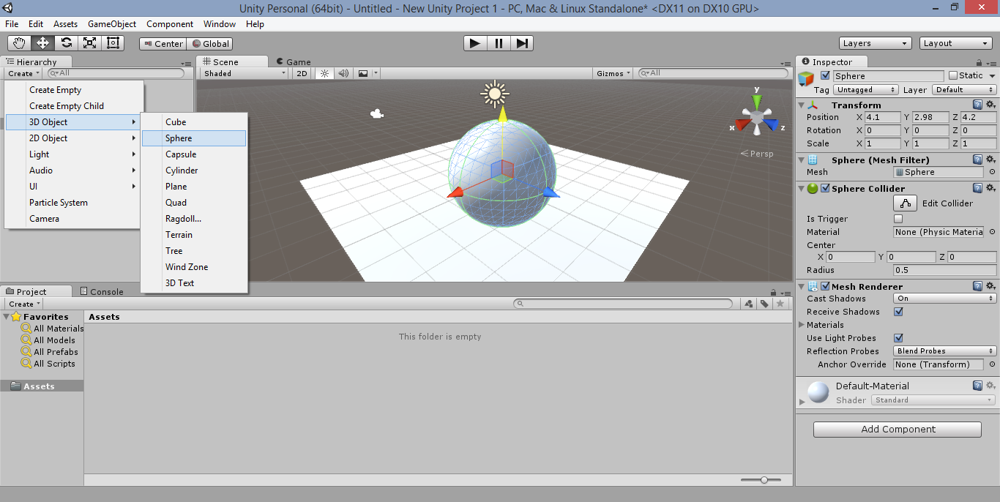 Unity Personal (64bit) - Untitled - New Unity Project 1 - PC, Mac & Linux Standalone* <DX11 on DX10 GPU>
File Edit Assets GameObject Component Window Help
Center Global Layers Layout
Hierarchy
Create All
Create Empty
Create Empty Child
3D Object
2D Object
Light
Audio
UI
Particle System
Camera
Cube
Sphere
Capsule
Cylinder
Plane
Quad
Ragdoll...
Terrain
Tree
Wind Zone
3D Text
Scene Game
Shaded 2D Gizmos All
y
x z
Persp
Inspector
Sphere Static
Tag Untagged Layer Default
Transform
Position X 4.1 Y 2.98 Z 4.2
Rotation X 0 Y 0 Z 0
Scale X 1 Y 1 Z 1
Sphere (Mesh Filter)
Mesh Sphere
Sphere Collider
Edit Collider
Is Trigger
Material None (Physic Materia
Center
X 0 Y 0 Z 0
Radius 0.5
Mesh Renderer
Cast Shadows On
Receive Shadows
Materials
Use Light Probes
Reflection Probes Blend Probes
Anchor Override None (Transform)
Default-Material
Shader Standard
Add Component
Project Console
Create
Favorites
All Materials
All Models
All Prefabs
All Scripts
Assets
Assets
This folder is empty